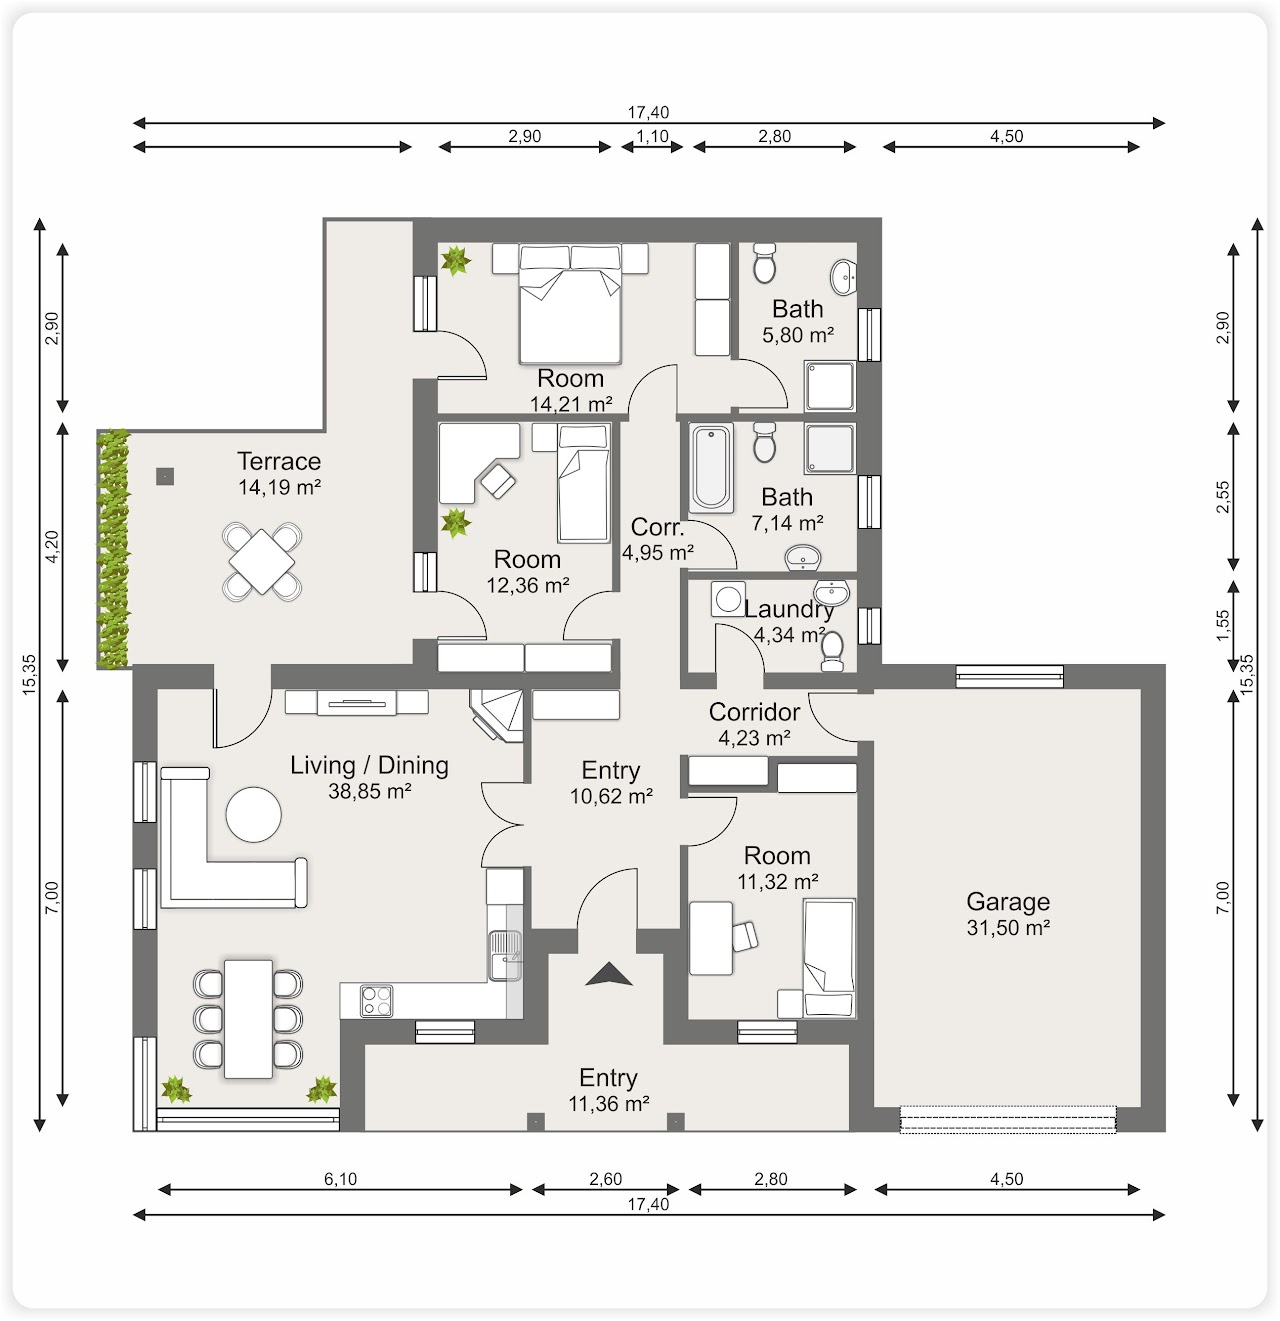 17,40
2,90
1,10
2,80
4,50
2,90
4,20
15,35
7,00
Room
14,21 m²
Bath
5,80 m²
Terrace
14,19 m²
Room
12,36 m²
Corr.
4,95 m²
Bath
7,14 m²
Laundry
4,34 m²
Corridor
4,23 m²
Living / Dining
38,85 m²
Entry
10,62 m²
Room
11,32 m²
Garage
31,50 m²
Entry
11,36 m²
2,90
2,55
1,55
15,35
7,00
6,10
2,60
2,80
4,50
17,40